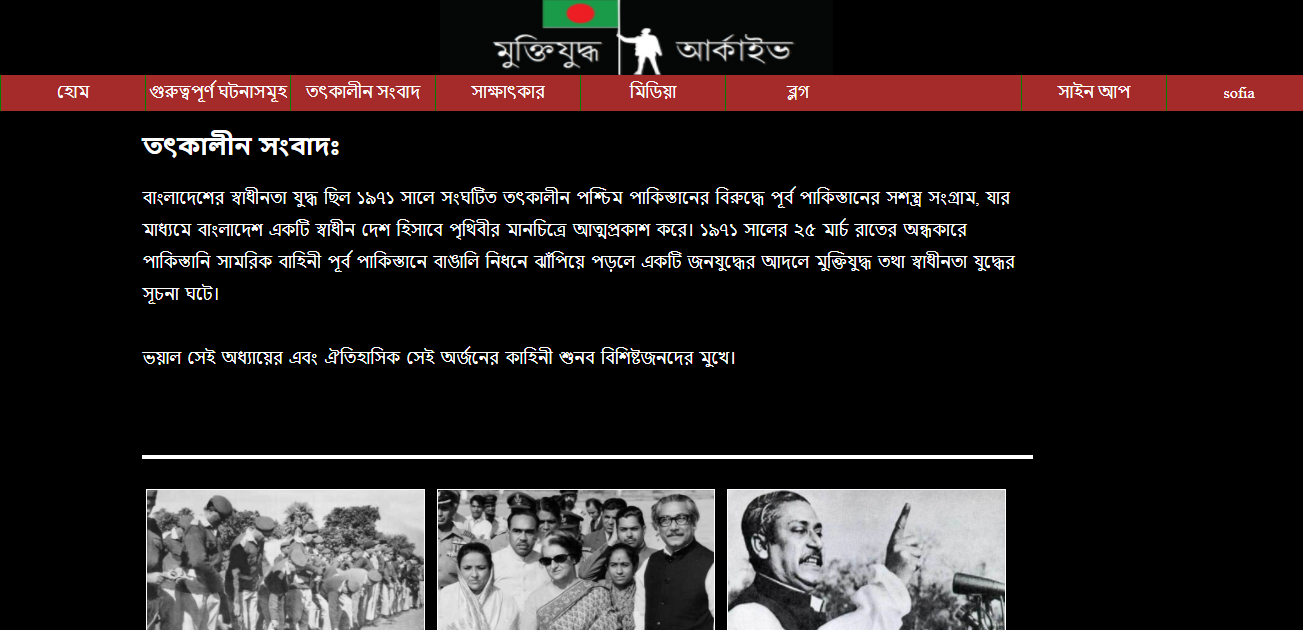 মুক্তিযুদ্ধ আর্কাইভ
হোম গুরুত্বপূর্ণ ঘটনাসমূহ তৎকালীন সংবাদ সাক্ষাৎকার মিডিয়া ব্লগ সাইন আপ sofia
তৎকালীন সংবাদঃ
বাংলাদেশের স্বাধীনতা যুদ্ধ ছিল ১৯৭১ সালে সংঘটিত তৎকালীন পশ্চিম পাকিস্তানের বিরুদ্ধে পূর্ব পাকিস্তানের সশস্ত্র সংগ্রাম, যার
মাধ্যমে বাংলাদেশ একটি স্বাধীন দেশ হিসাবে পৃথিবীর মানচিত্রে আত্মপ্রকাশ করে। ১৯৭১ সালের ২৫ মার্চ রাতের অন্ধকারে
পাকিস্তানি সামরিক বাহিনী পূর্ব পাকিস্তানে বাঙালি নিধনে ঝাঁপিয়ে পড়লে একটি জনযুদ্ধের আদলে মুক্তিযুদ্ধ তথা স্বাধীনতা যুদ্ধের
সূচনা ঘটে।
ভয়াল সেই অধ্যায়ের এবং ঐতিহাসিক সেই অর্জনের কাহিনী শুনব বিশিষ্টজনদের মুখে।